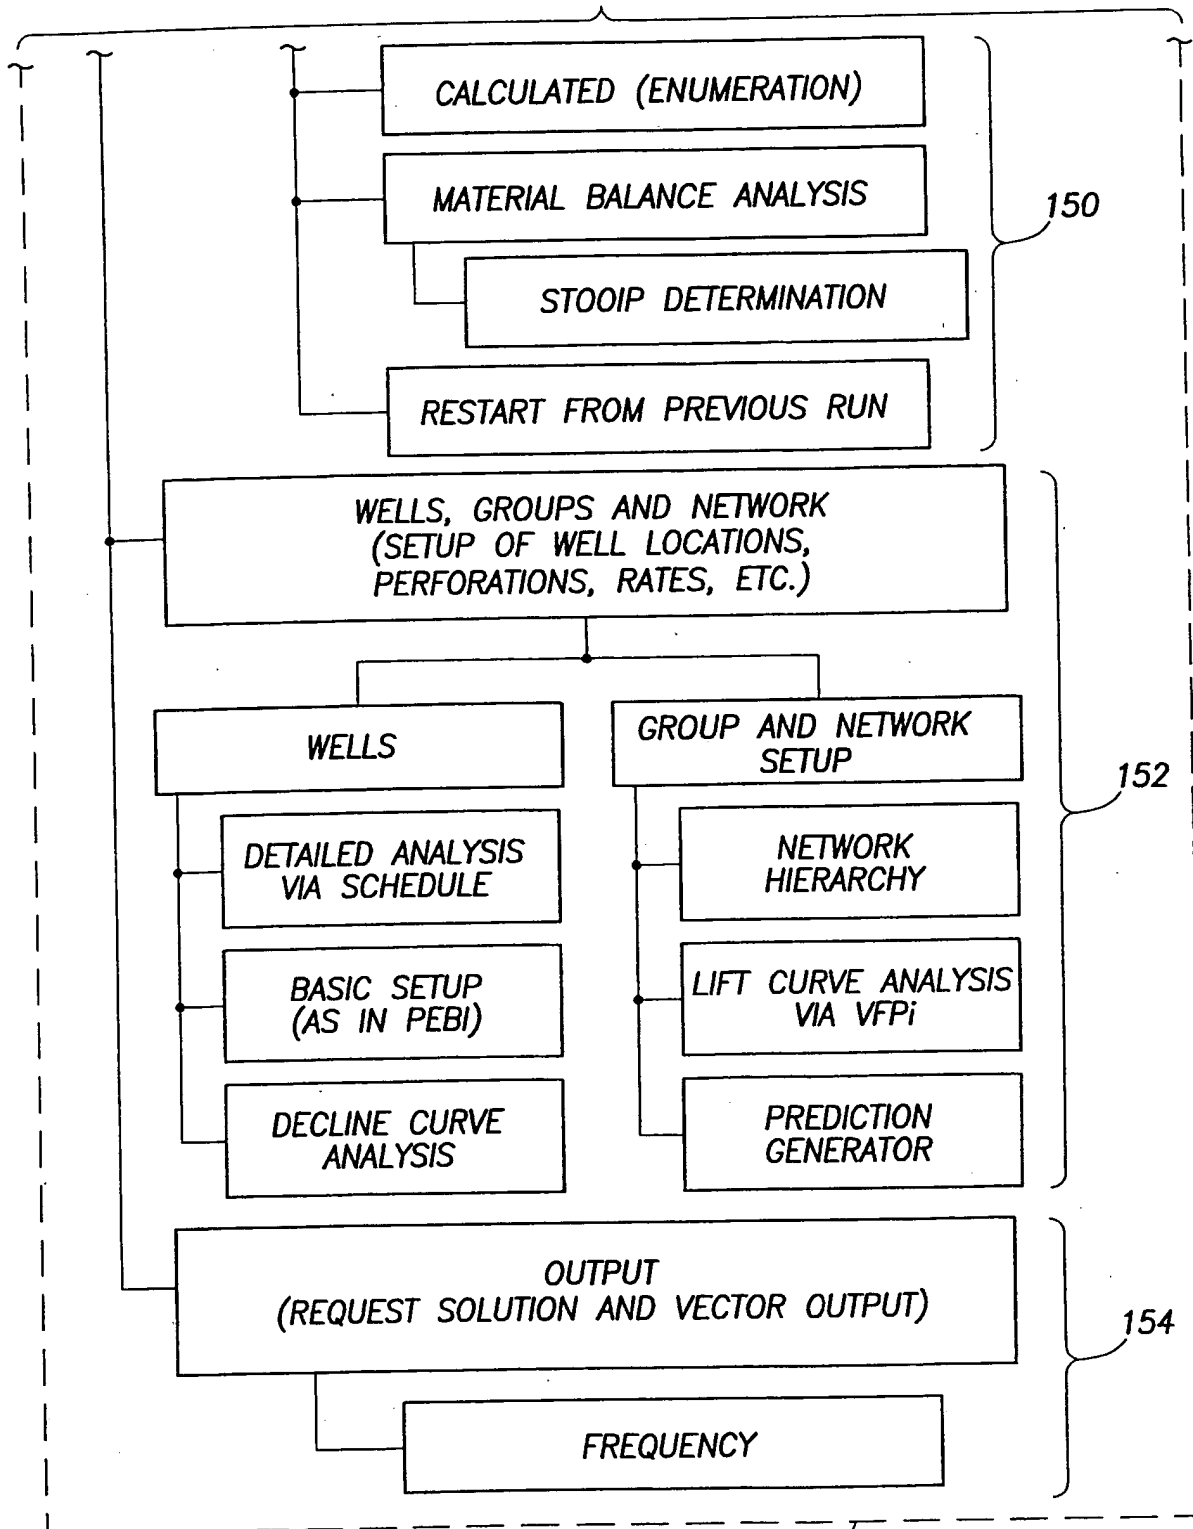 CALCULATED (ENUMERATION)
MATERIAL BALANCE ANALYSIS
150
STOOIP DETERMINATION
RESTART FROM PREVIOUS RUN
WELLS, GROUPS AND NETWORK
(SETUP OF WELL LOCATIONS,
PERFORATIONS, RATES, ETC.)
WELLS
GROUP AND NETWORK
SETUP
152
DETAILED ANALYSIS
VIA SCHEDULE
NETWORK
HIERARCHY
BASIC SETUP
(AS IN PEBI)
LIFT CURVE ANALYSIS
VIA VFPi
DECLINE CURVE
ANALYSIS
PREDICTION
GENERATOR
OUTPUT
(REQUEST SOLUTION AND VECTOR OUTPUT)
154
FREQUENCY